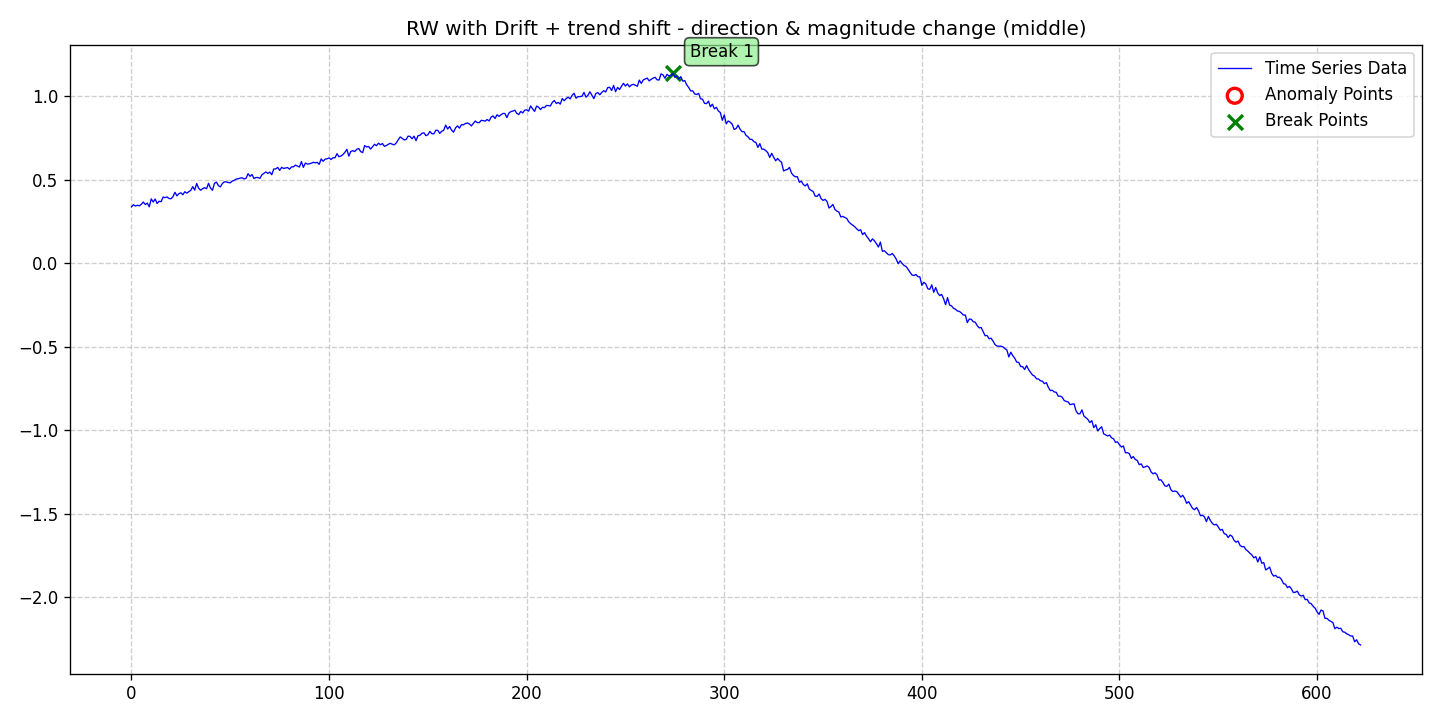 RW with Drift + trend shift - direction & magnitude change (middle)
Break 1
Time Series Data
Anomaly Points
Break Points
1.0
0.5
0.0
−0.5
−1.0
−1.5
−2.0
0 100 200 300 400 500 600